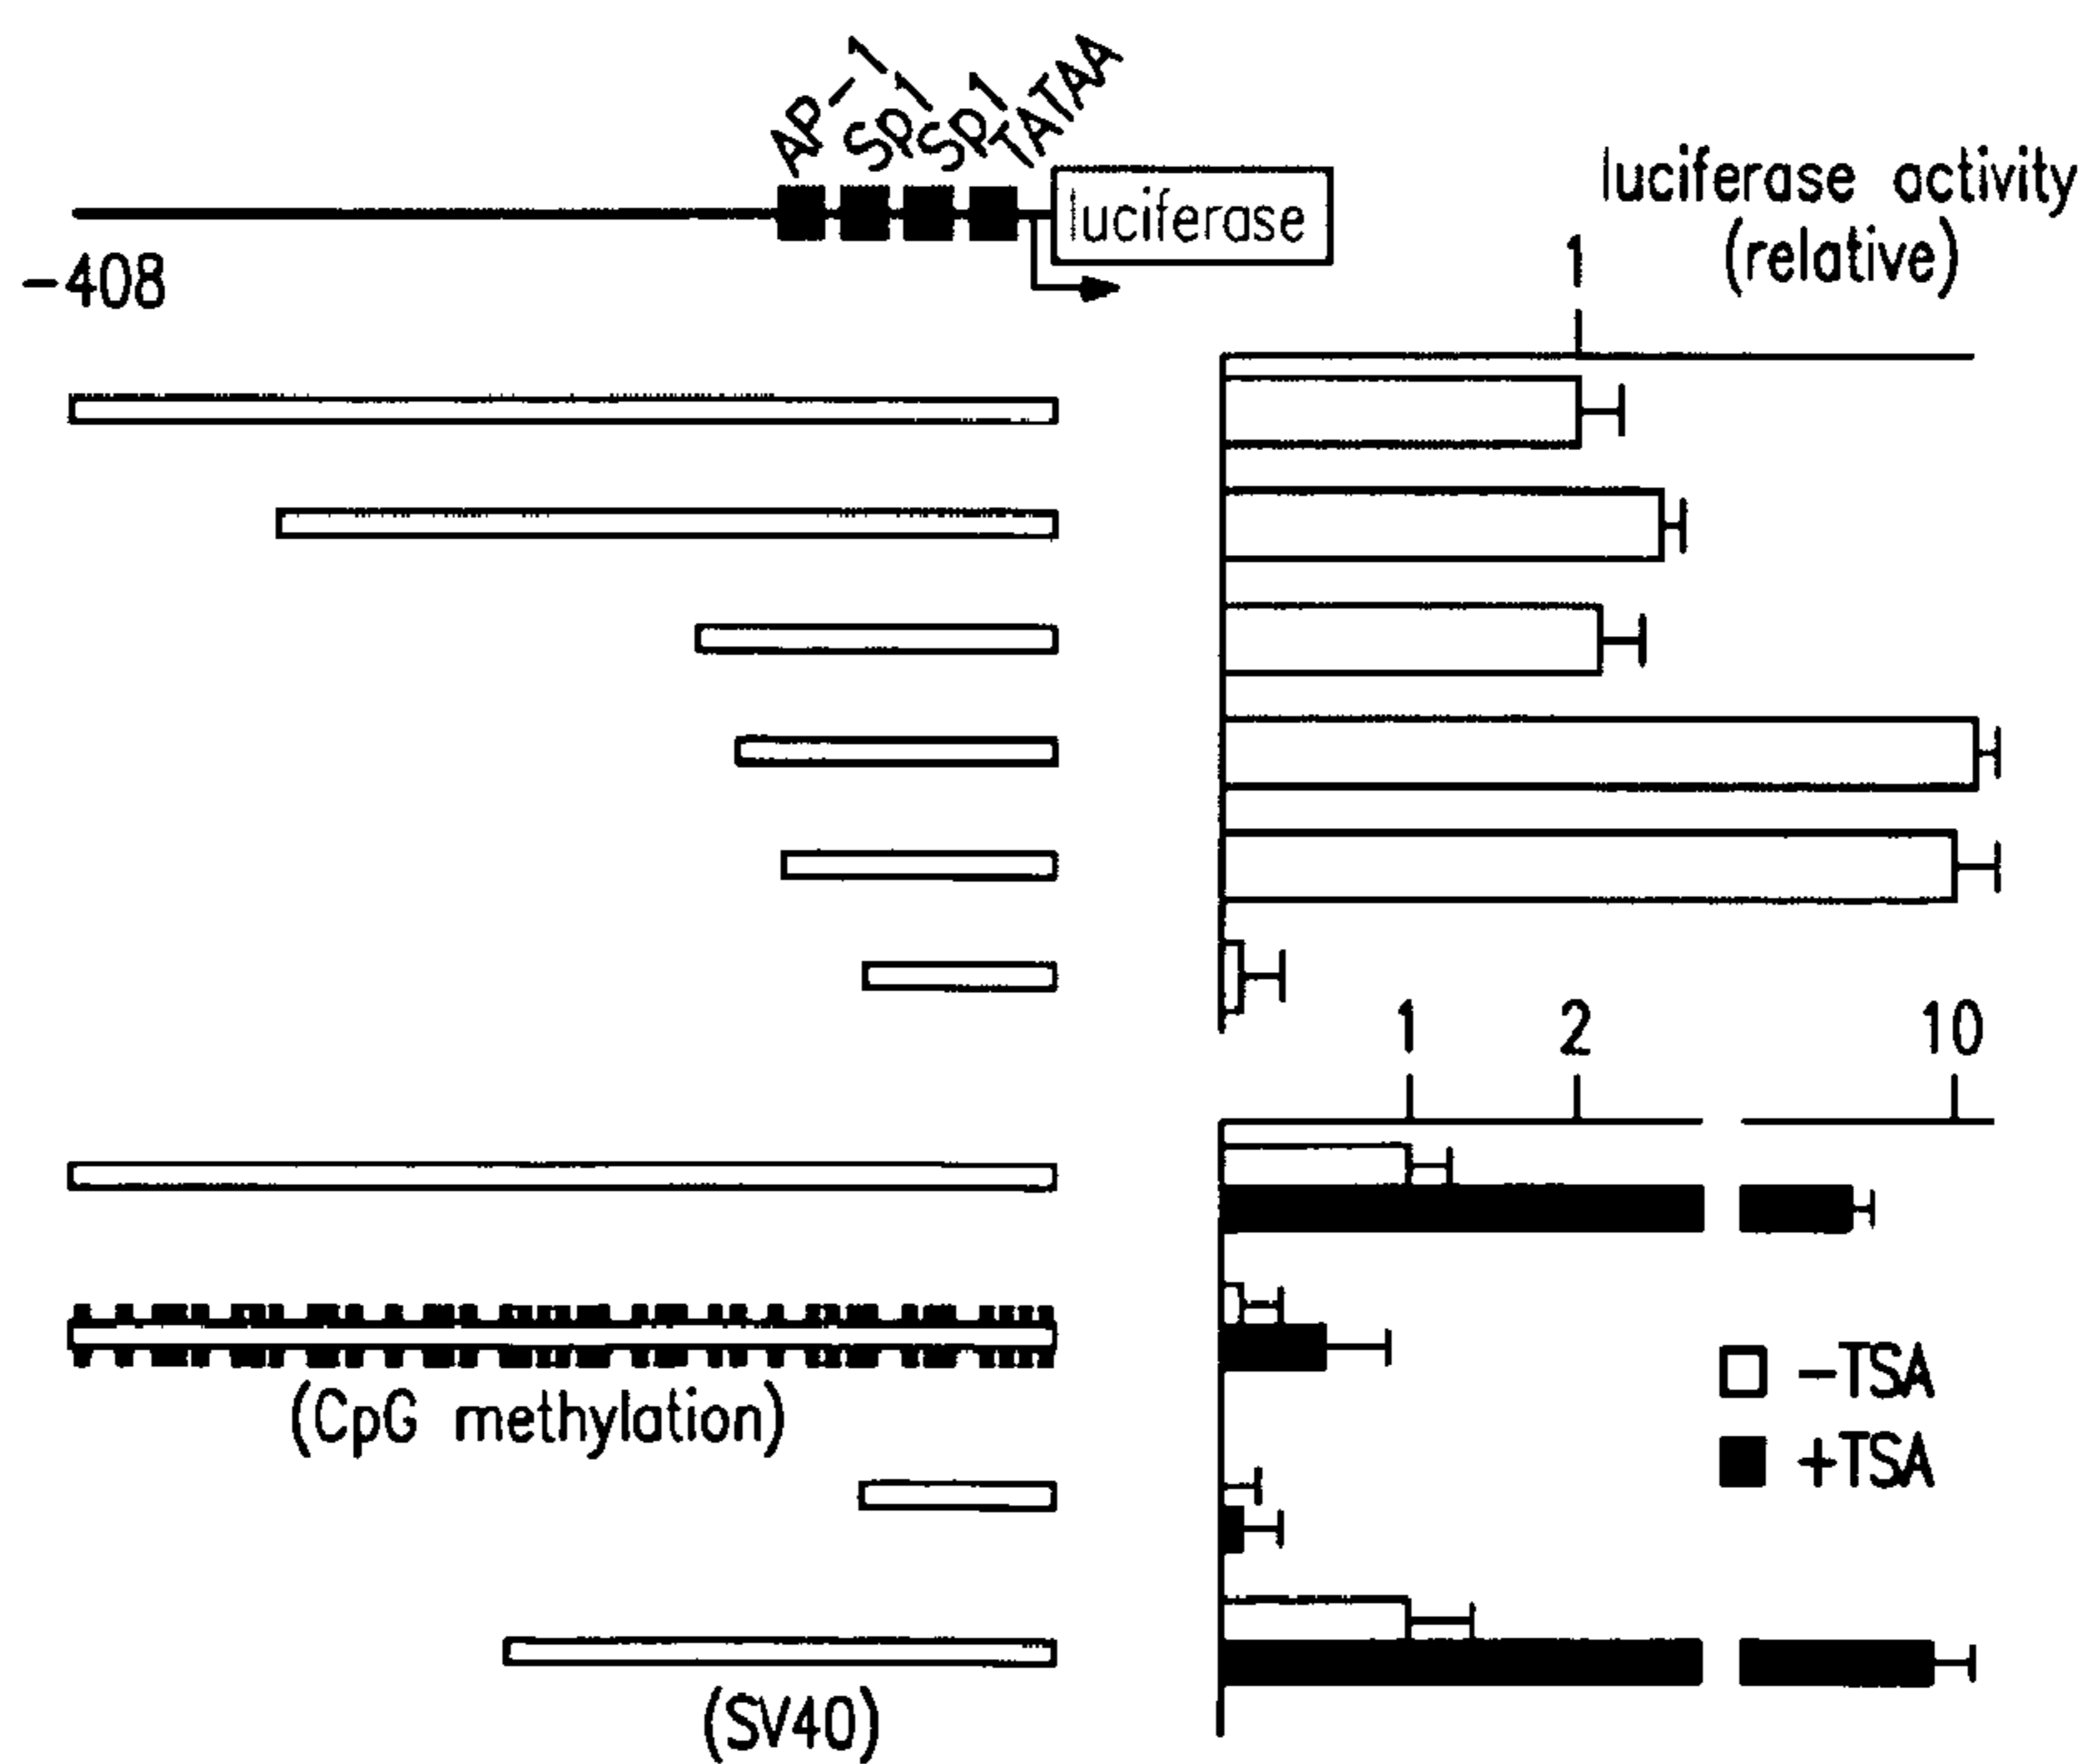 AP-1
SP1
SP1
TATAA
luciferase
-408
luciferase activity
(relative)
1
1
2
10
(CpG methylation)
-TSA
+TSA
(SV40)